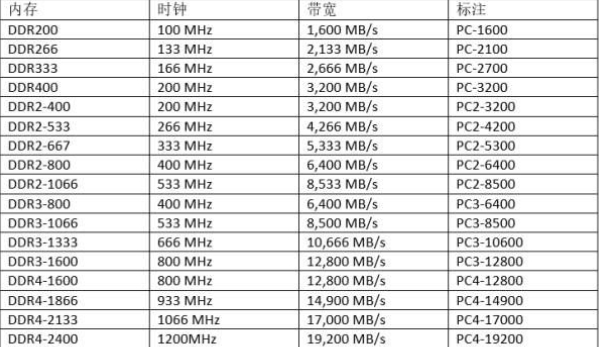 内存 时钟 带宽 标注
DDR200 100 MHz 1,600 MB/s PC-1600
DDR266 133 MHz 2,133 MB/s PC-2100
DDR333 166 MHz 2,666 MB/s PC-2700
DDR400 200 MHz 3,200 MB/s PC-3200
DDR2-400 200 MHz 3,200 MB/s PC2-3200
DDR2-533 266 MHz 4,266 MB/s PC2-4200
DDR2-667 333 MHz 5,333 MB/s PC2-5300
DDR2-800 400 MHz 6,400 MB/s PC2-6400
DDR2-1066 533 MHz 8,533 MB/s PC2-8500
DDR3-800 400 MHz 6,400 MB/s PC3-6400
DDR3-1066 533 MHz 8,500 MB/s PC3-8500
DDR3-1333 666 MHz 10,666 MB/s PC3-10600
DDR3-1600 800 MHz 12,800 MB/s PC3-12800
DDR4-1600 800 MHz 12,800 MB/s PC4-12800
DDR4-1866 933 MHz 14,900 MB/s PC4-14900
DDR4-2133 1066 MHz 17,000 MB/s PC4-17000
DDR4-2400 1200MHz 19,200 MB/s PC4-19200